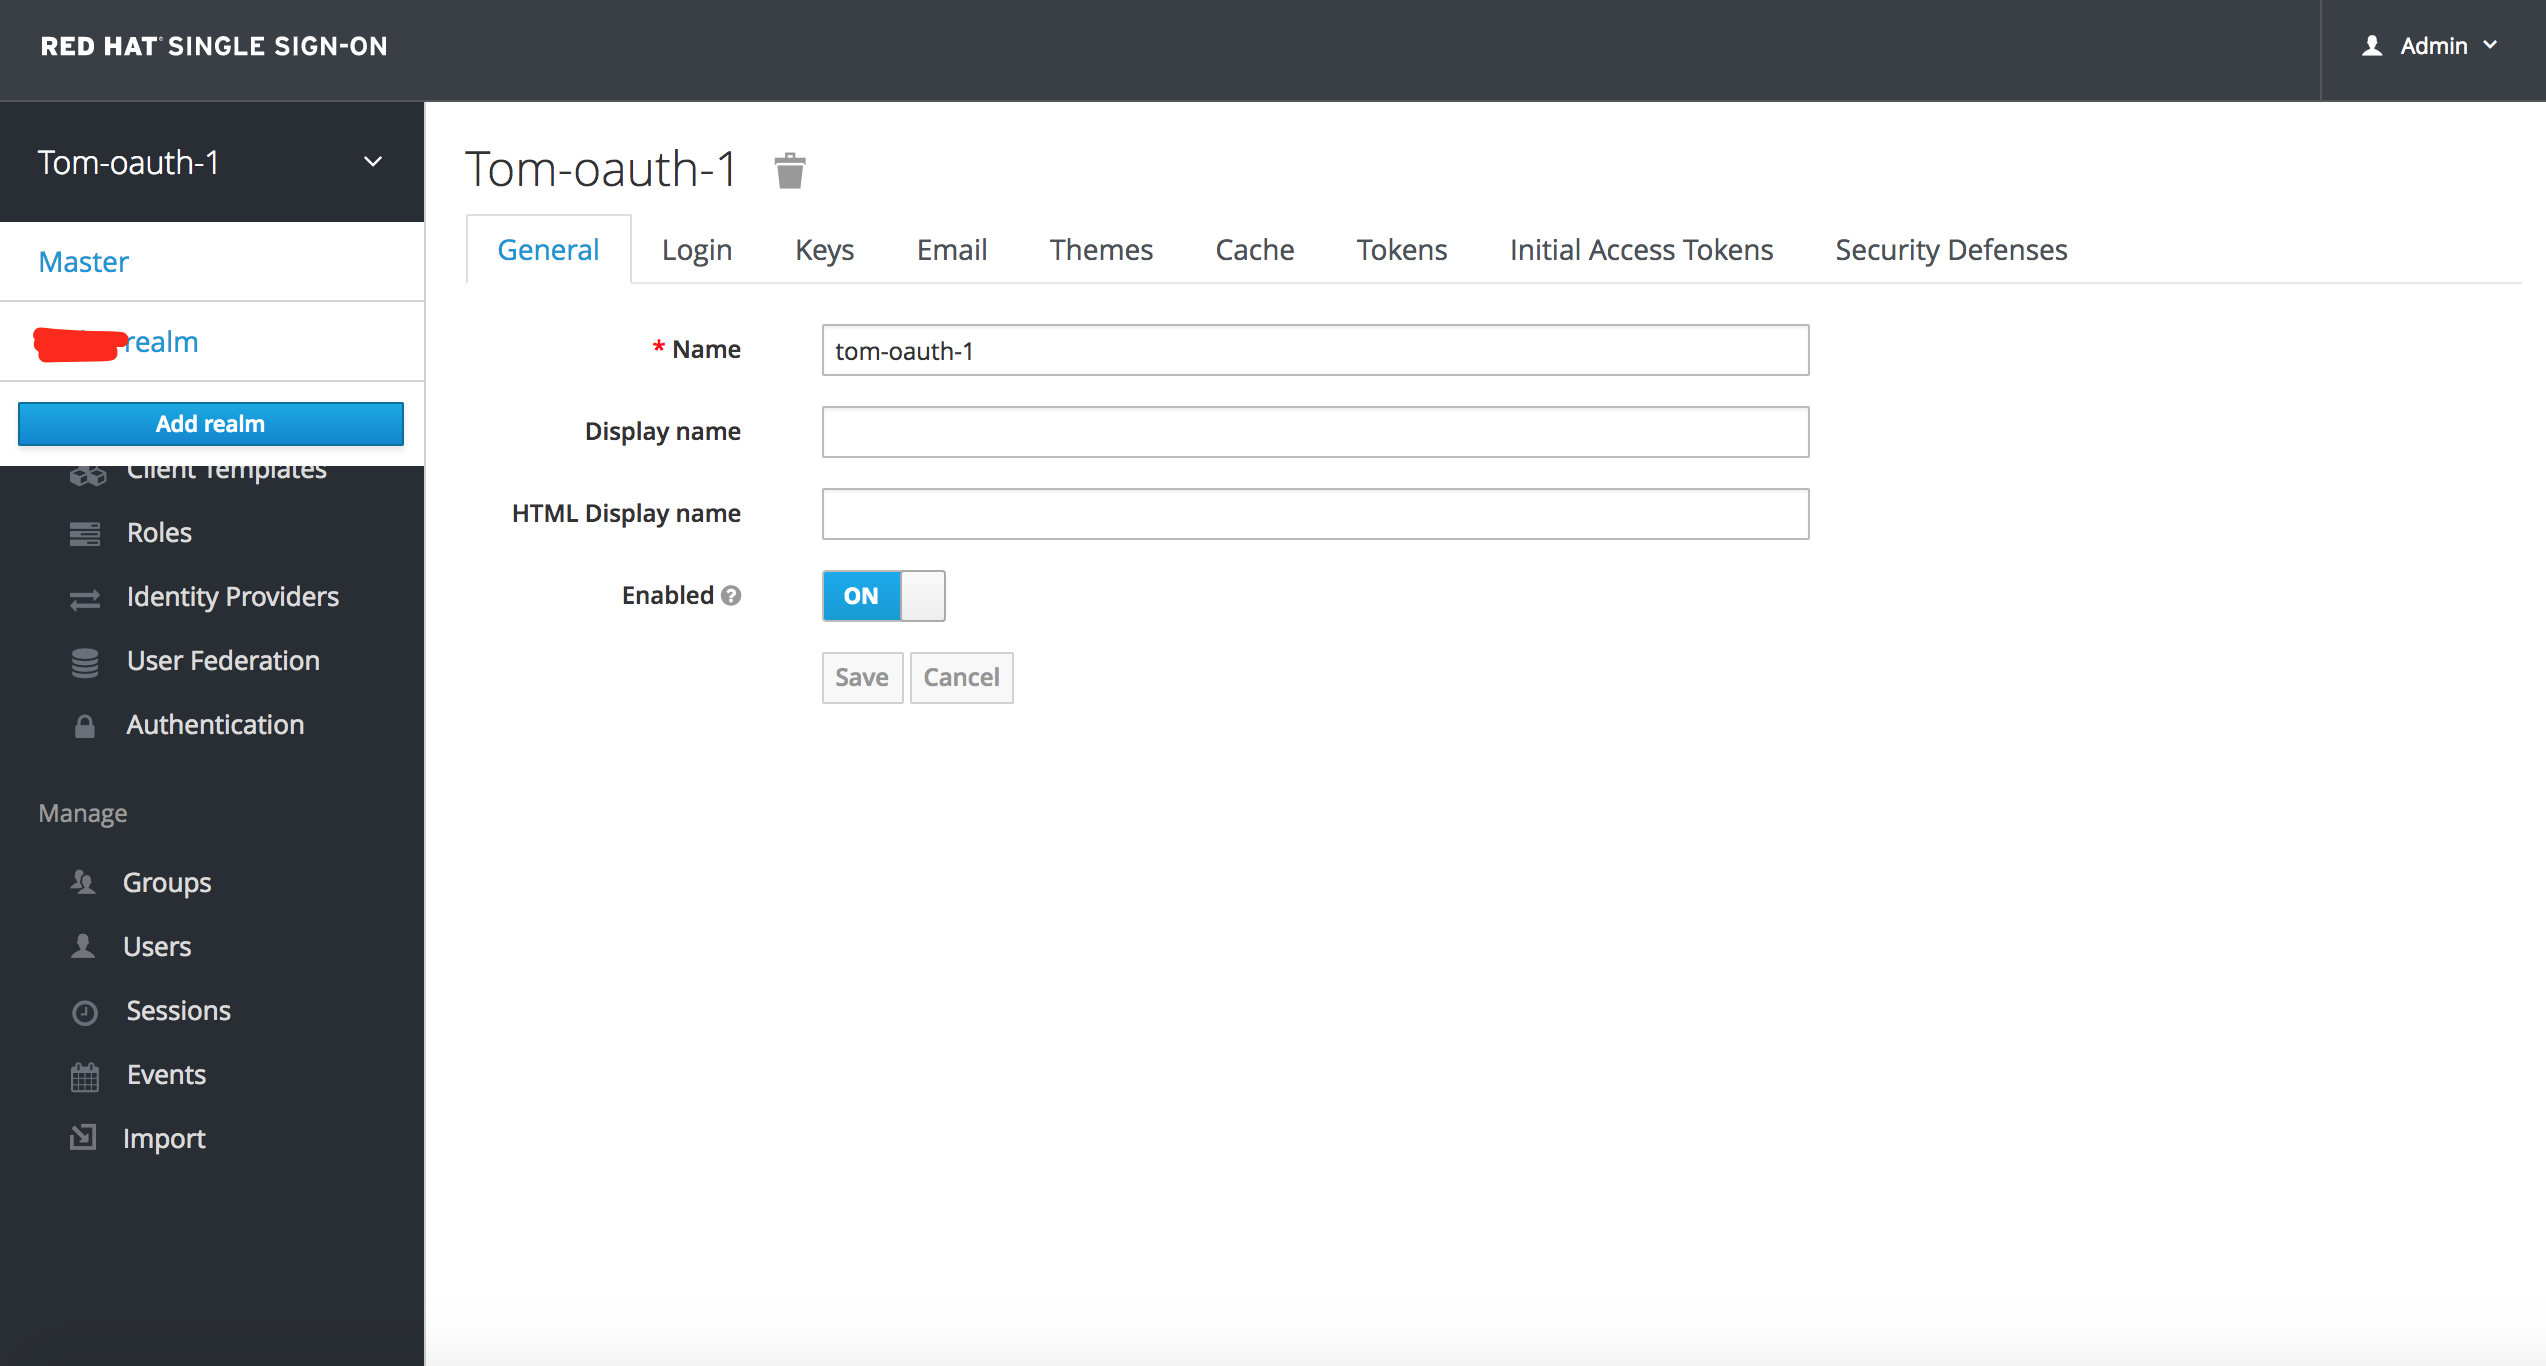 RED HAT SINGLE SIGN-ON
Admin
Tom-oauth-1
Master
realm
Add realm
Client Templates
Roles
Identity Providers
User Federation
Authentication
Manage
Groups
Users
Sessions
Events
Import
Tom-oauth-1
General Login Keys Email Themes Cache Tokens Initial Access Tokens Security Defenses
* Name tom-oauth-1
Display name
HTML Display name
Enabled ? ON
Save Cancel